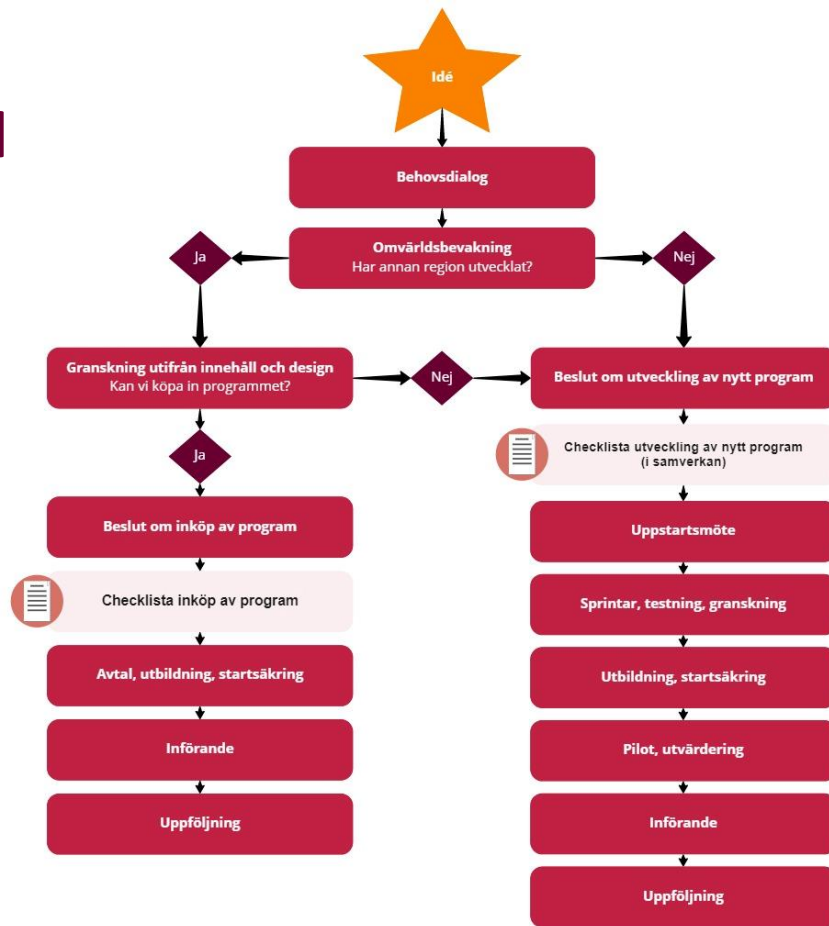 Idé
Behovsdialog
Omvärldsbevakning
Har annan region utvecklat?
Ja
Nej
Granskning utifrån innehåll och design
Kan vi köpa in programmet?
Nej
Beslut om utveckling av nytt program
Ja
Checklista utveckling av nytt program
(i samverkan)
Beslut om inköp av program
Uppstartsmöte
Checklista inköp av program
Sprintar, testning, granskning
Avtal, utbildning, startsäkring
Utbildning, startsäkring
Införande
Pilot, utvärdering
Uppföljning
Införande
Uppföljning